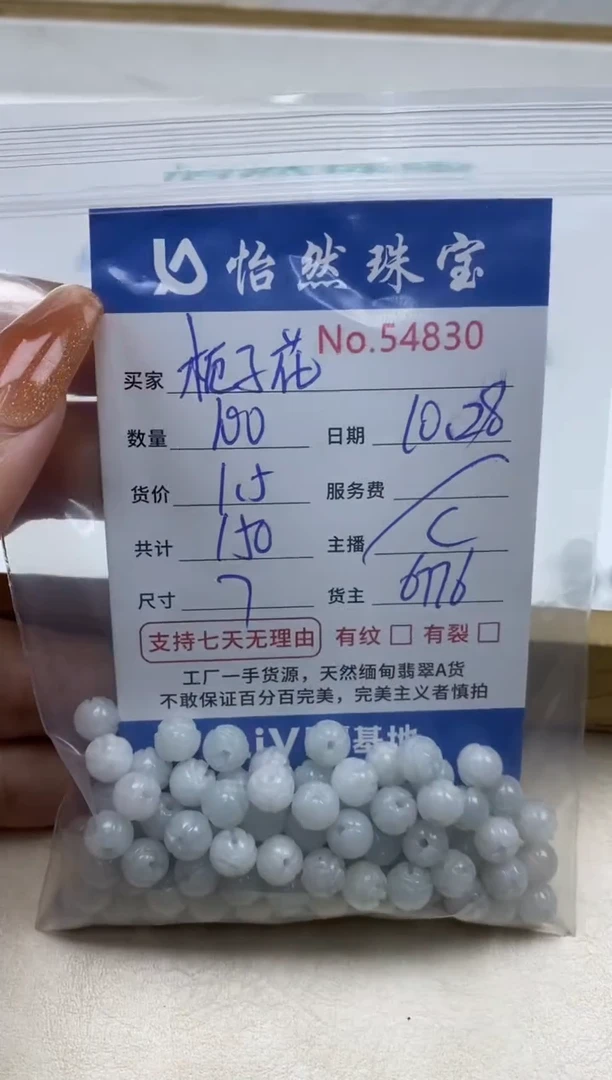 怡然珠宝
No.54830
买家 栀子花
数量 100 日期 10.28
货价 1.5 服务费
共计 150 主播 C
尺寸 7 货主
支持七天无理由 有纹 有裂
工厂一手货源，天然缅甸翡翠A货
不敢保证百分百完美，完美主义者慎拍
基地